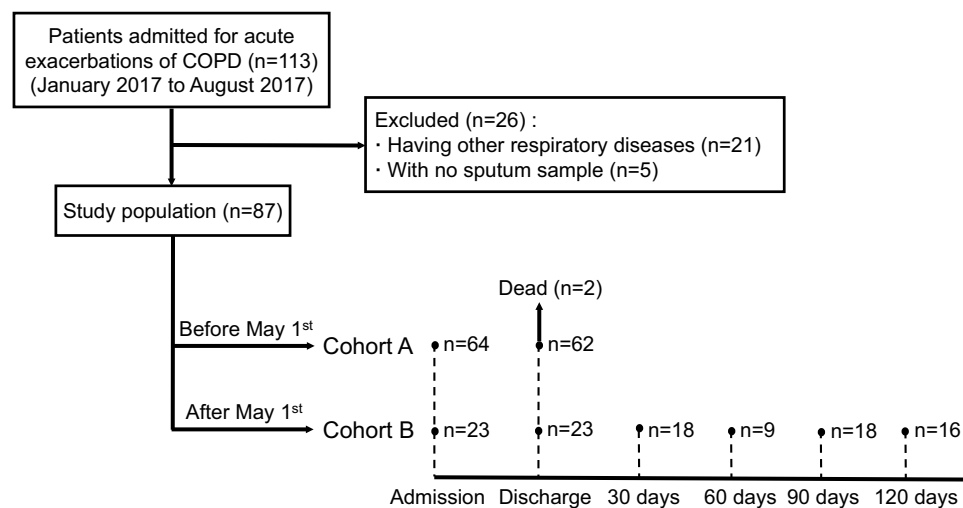 Patients admitted for acute
exacerbations of COPD (n=113)
(January 2017 to August 2017)
Excluded (n=26) :
· Having other respiratory diseases (n=21)
· With no sputum sample (n=5)
Study population (n=87)
Dead (n=2)
Before May 1st
Cohort A
n=64
n=62
After May 1st
Cohort B
n=23
n=23
n=18
n=9
n=18
n=16
Admission
Discharge
30 days
60 days
90 days
120 days